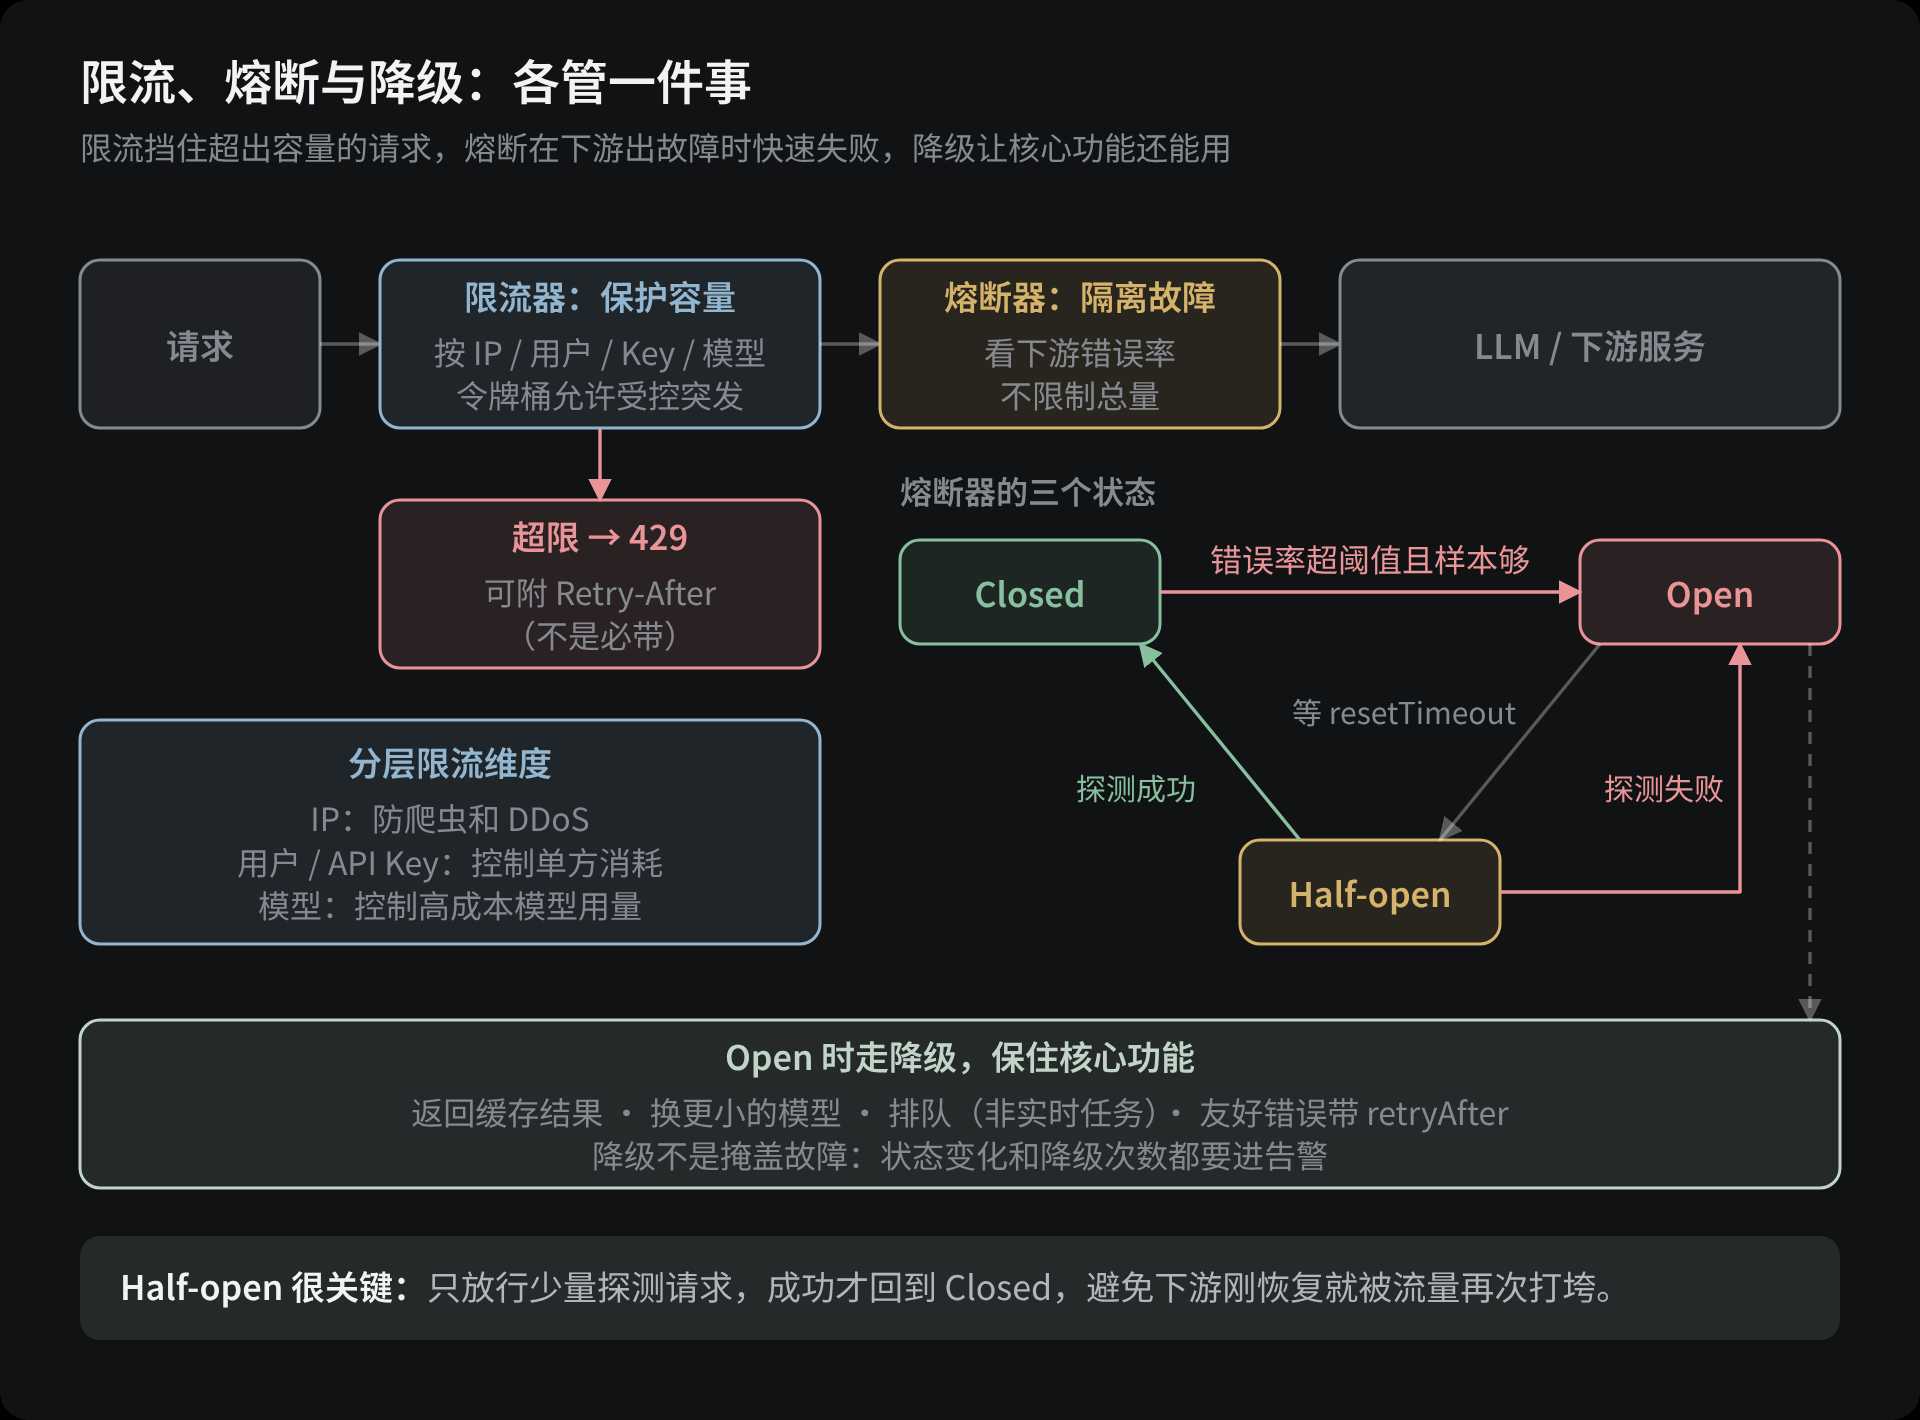 限流、熔断与降级：各管一件事
限流挡住超出容量的请求，熔断在下游出故障时快速失败，降级让核心功能还能用
请求
限流器：保护容量
按 IP / 用户 / Key / 模型
令牌桶允许受控突发
熔断器：隔离故障
看下游错误率
不限制总量
LLM / 下游服务
超限 → 429
可附 Retry-After
（不是必带）
熔断器的三个状态
Closed
错误率超阈值且样本够
Open
等 resetTimeout
探测成功
探测失败
Half-open
分层限流维度
IP：防爬虫和 DDoS
用户 / API Key：控制单方消耗
模型：控制高成本模型用量
Open 时走降级，保住核心功能
返回缓存结果 · 换更小的模型 · 排队（非实时任务）· 友好错误带 retryAfter
降级不是掩盖故障：状态变化和降级次数都要进告警
Half-open 很关键：只放行少量探测请求，成功才回到 Closed，避免下游刚恢复就被流量再次打垮。